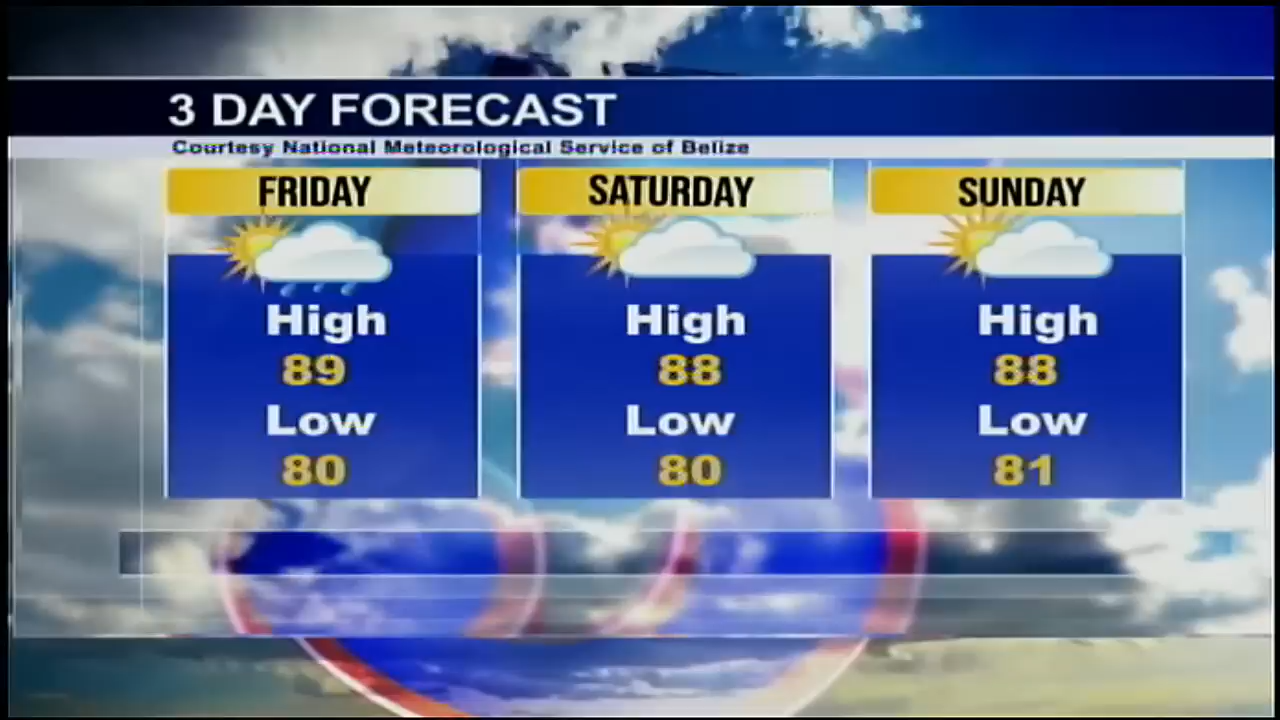 3 DAY FORECAST
Courtesy National Meteorological Service of Belize
FRIDAY
High
89
Low
80
SATURDAY
High
88
Low
80
SUNDAY
High
88
Low
81